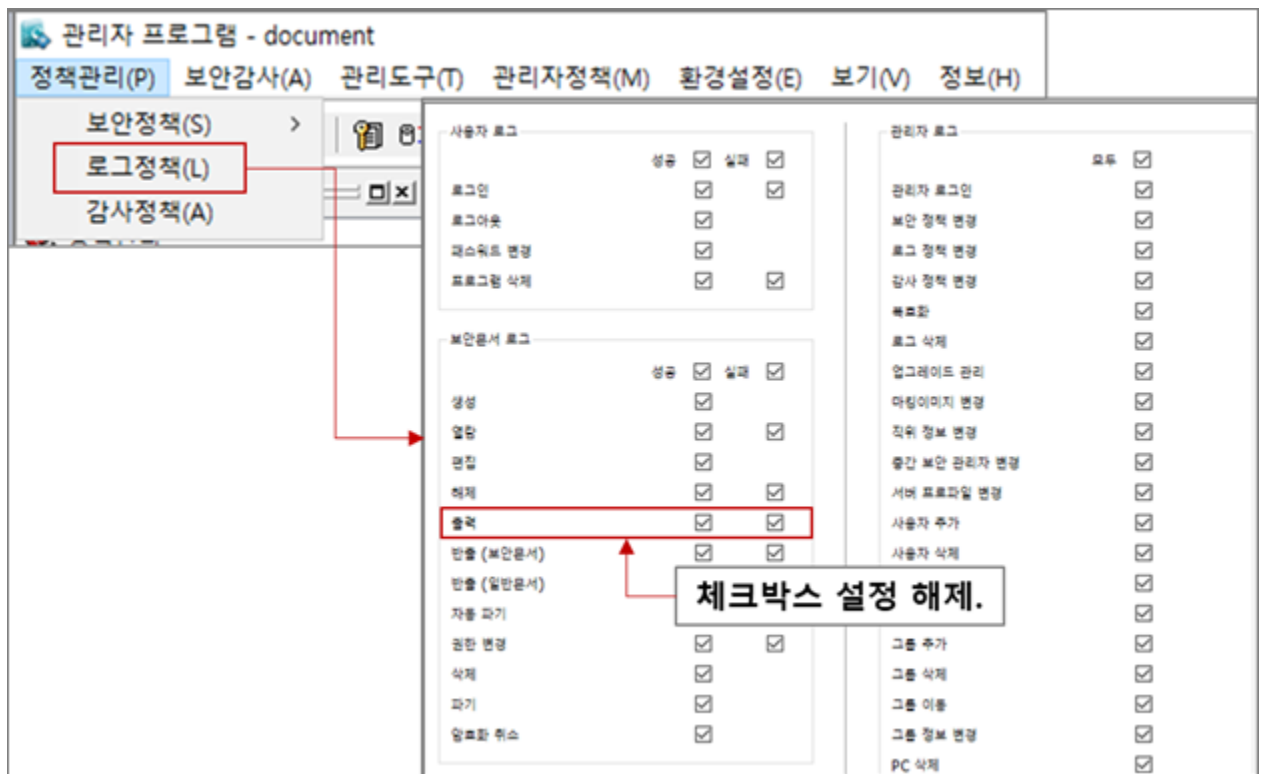 관리자 프로그램 - document
정책관리(P) 보안감사(A) 관리도구(T) 관리자정책(M) 환경설정(E) 보기(V) 정보(H)
보안정책(S) >
로그정책(L)
감사정책(A)
사용자 로그
성공 실패
로그인
로그아웃
패스워드 변경
프로그램 삭제
보안문서 로그
성공 실패
생성
열람
편집
해제
출력
반출 (보안문서)
반출 (일반문서)
자동 파기
권한 변경
삭제
파기
암호화 취소
체크박스 설정 해제.
관리자 로그
모두
관리자 로그인
보안 정책 변경
로그 정책 변경
감사 정책 변경
복호화
로그 삭제
업그레이드 관리
마킹이미지 변경
직위 정보 변경
중간 보안 관리자 변경
서버 프로파일 변경
사용자 추가
사용자 삭제
그룹 추가
그룹 삭제
그룹 이동
그룹 정보 변경
PC 삭제